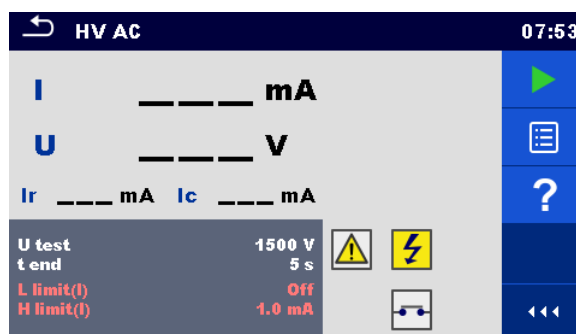 HV AC 07:53
I ___ mA
U ___ V
Ir ___ mA Ic ___ mA
U test 1500 V
t end 5 s
L limit(I) Off
H limit(I) 1.0 mA
?